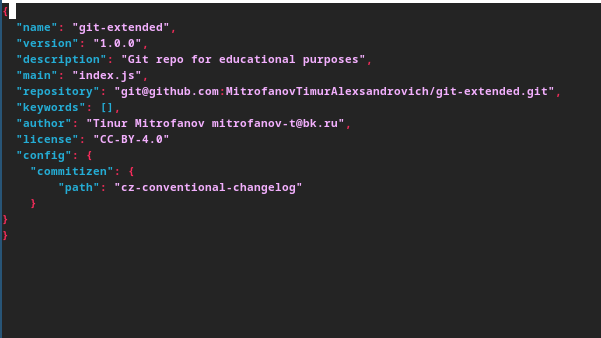 {
"name": "git-extended",
"version": "1.0.0",
"description": "Git repo for educational purposes",
"main": "index.js",
"repository": "git@github.com:MitrofanovTimurAlexsandrovich/git-extended.git",
"keywords": [],
"author": "Tinur Mitrofanov mitrofanov-t@bk.ru",
"license": "CC-BY-4.0"
"config": {
"commitizen": {
"path": "cz-conventional-changelog"
}
}
}